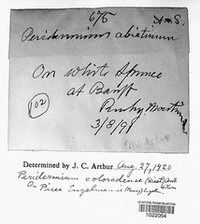 675
Peridermium abietinum
On White Spruce
at Banff
102
3/8/91
Determined by J. C. Arthur Aug. 27, 1920
Peridermium coloradense
On Picea Engelmanni
1022054